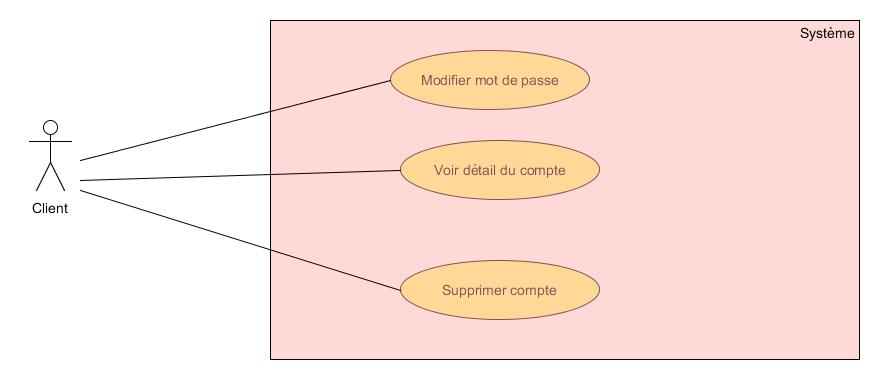 Système
Modifier mot de passe
Voir détail du compte
Client
Supprimer compte